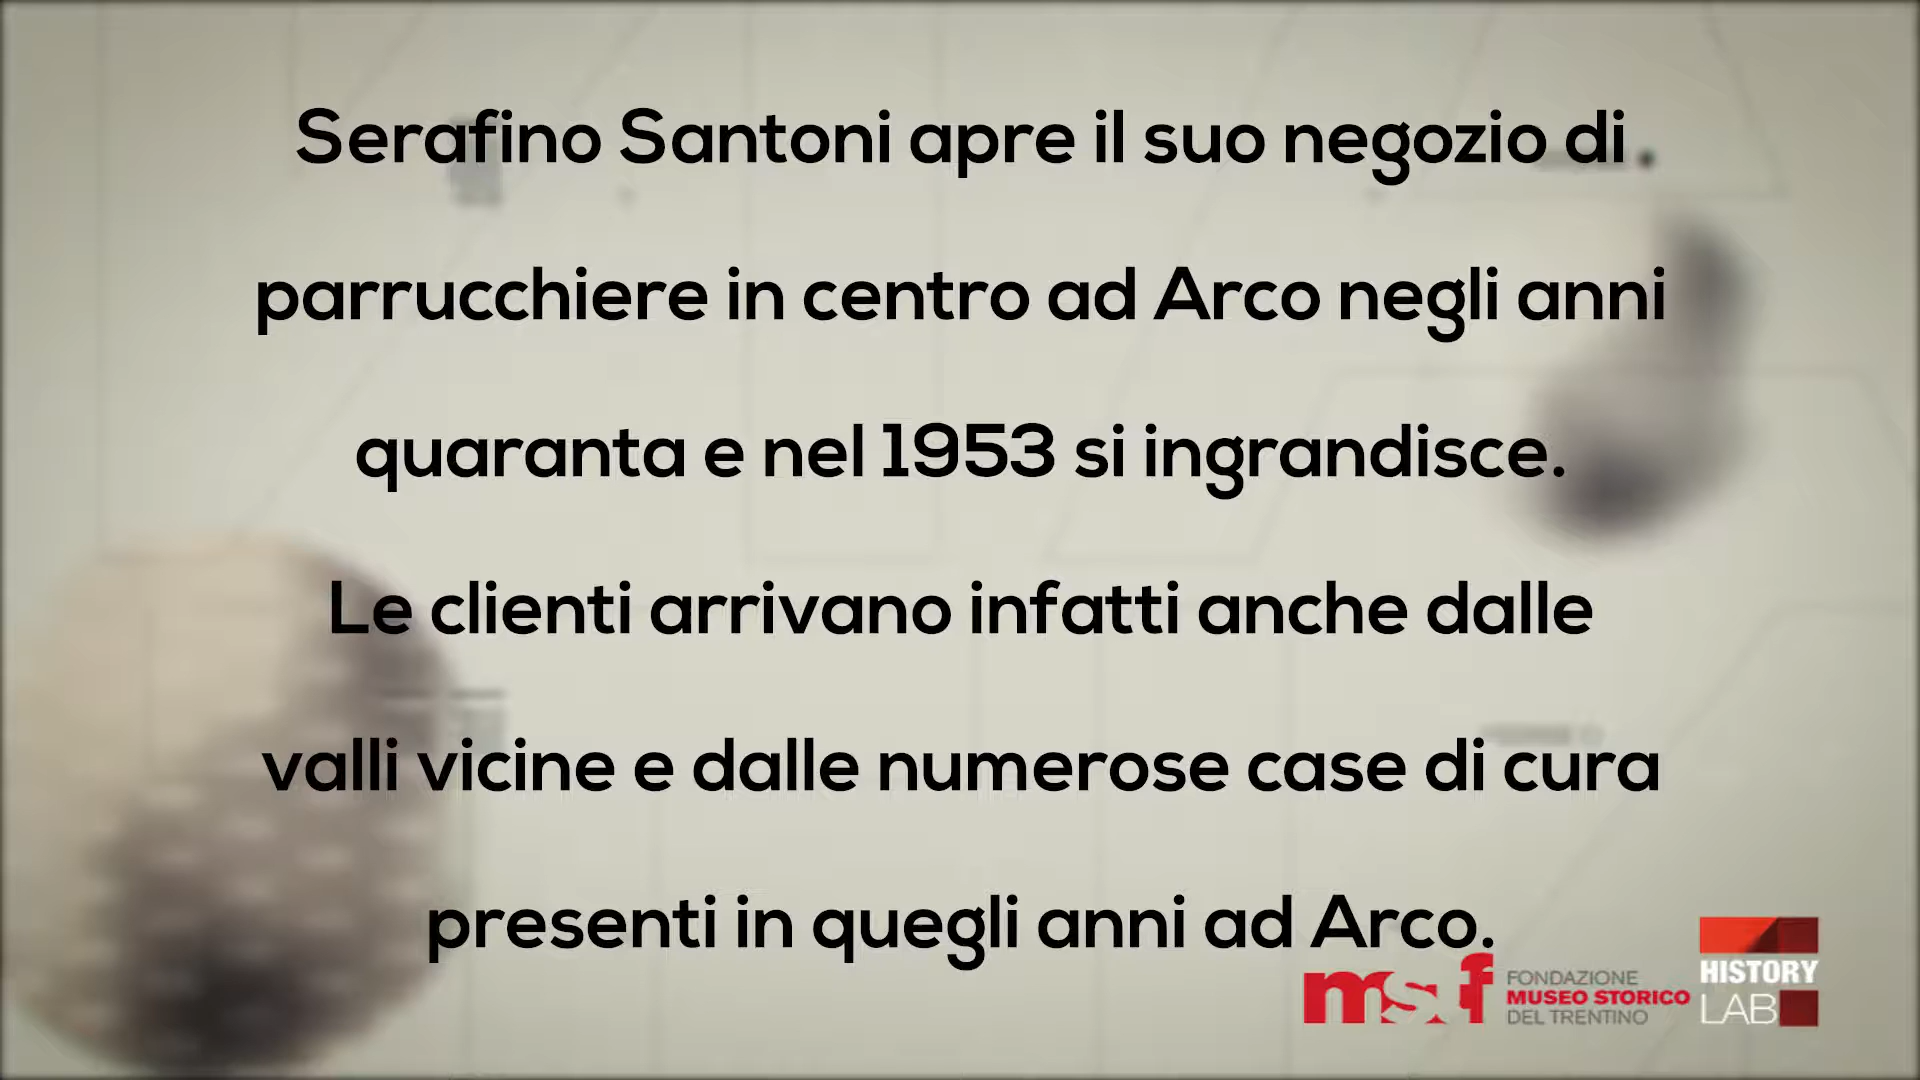 Serafino Santoni apre il suo negozio di
parrucchiere in centro ad Arco negli anni
quaranta e nel 1953 si ingrandisce.
Le clienti arrivano infatti anche dalle
valli vicine e dalle numerose case di cura
presenti in quegli anni ad Arco.
msf FONDAZIONE
MUSEO STORICO
DEL TRENTINO
HISTORY
LAB